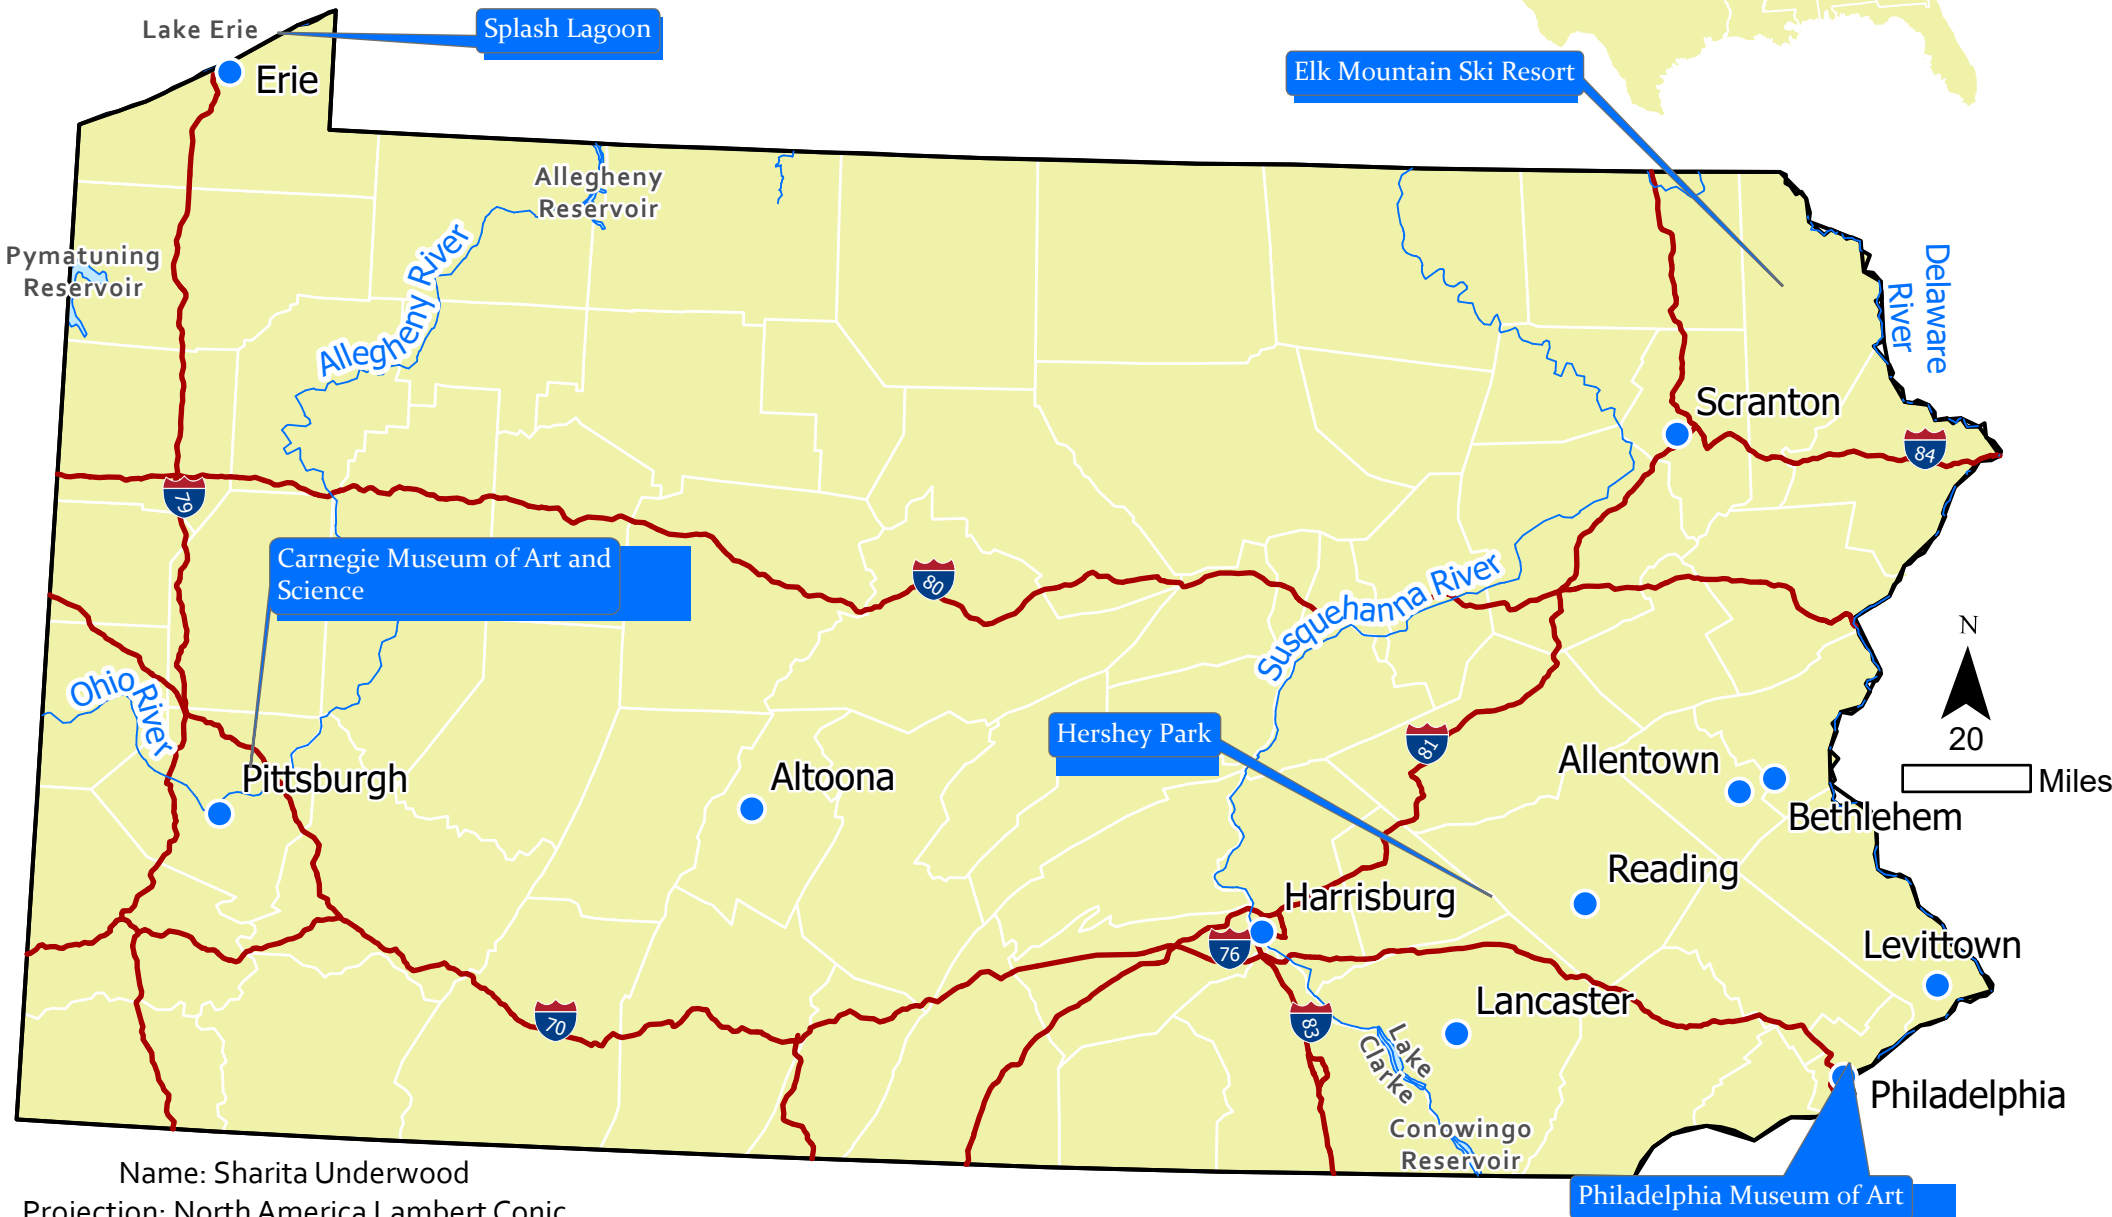 Lake Erie
Splash Lagoon
Erie
Elk Mountain Ski Resort
Allegheny
Reservoir
Pymatuning
Reservoir
Allegheny River
Delaware
River
Scranton
84
79
Carnegie Museum of Art and
Science
80
Susquehanna River
N
20
Miles
Ohio River
Hershey Park
81
Allentown
Pittsburgh
Altoona
Bethlehem
Reading
Harrisburg
76
Levittown
Lancaster
70
83
Lake
Clarke
Philadelphia
Conowingo
Reservoir
Name: Sharita Underwood
Philadelphia Museum of Art
Projection: North America Lambert Conic